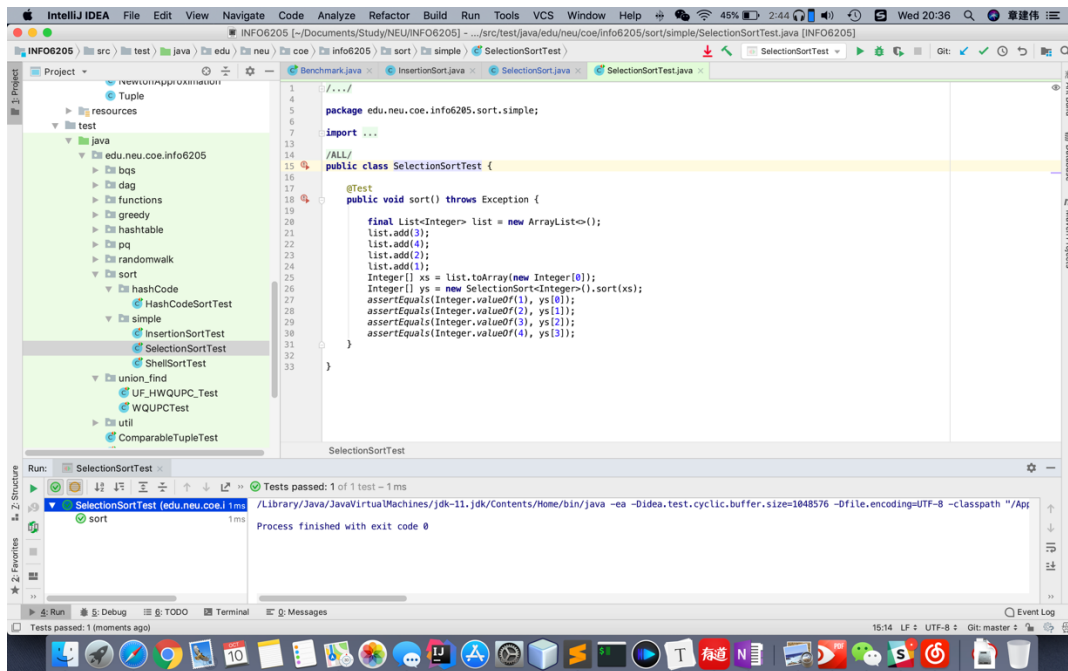 IntelliJ IDEA File Edit View Navigate Code Analyze Refactor Build Run Tools VCS Window Help 45% 2:44 Wed 20:36 章建伟
INFO6205 [~/Documents/Study/NEU/INFO6205] - .../src/test/java/edu/neu/coe/info6205/sort/simple/SelectionSortTest.java [INFO6205]
INFO6205 src test java edu neu coe info6205 sort simple SelectionSortTest SelectionSortTest Git:
Project Benchmark.java InsertionSort.java SelectionSort.java SelectionSortTest.java
1: Project
NewtonApproximation
Tuple
resources
test
java
edu.neu.coe.info6205
bqs
dag
functions
greedy
hashtable
pq
randomwalk
sort
hashCode
HashCodeSortTest
simple
InsertionSortTest
SelectionSortTest
ShellSortTest
union_find
UF_HWQUPC_Test
WQUPCTest
util
ComparableTupleTest
1 /.../
4
5 package edu.neu.coe.info6205.sort.simple;
6
7 import ...
13
14 /ALL/
15 public class SelectionSortTest {
16
17 @Test
18 public void sort() throws Exception {
19
20 final List<Integer> list = new ArrayList<>();
21 list.add(3);
22 list.add(4);
23 list.add(2);
24 list.add(1);
25 Integer[] xs = list.toArray(new Integer[0]);
26 Integer[] ys = new SelectionSort<Integer>().sort(xs);
27 assertEquals(Integer.valueOf(1), ys[0]);
28 assertEquals(Integer.valueOf(2), ys[1]);
29 assertEquals(Integer.valueOf(3), ys[2]);
30 assertEquals(Integer.valueOf(4), ys[3]);
31 }
32
33 }
SelectionSortTest
Run: SelectionSortTest
Tests passed: 1 of 1 test – 1 ms
SelectionSortTest (edu.neu.coe.i 1 ms
sort 1 ms
/Library/Java/JavaVirtualMachines/jdk-11.jdk/Contents/Home/bin/java -ea -Didea.test.cyclic.buffer.size=1048576 -Dfile.encoding=UTF-8 -classpath "/App
Process finished with exit code 0
Z: Structure
2: Favorites
4: Run 5: Debug 6: TODO Terminal 0: Messages Event Log
Tests passed: 1 (moments ago) 15:14 LF UTF-8 Git: master
OCT
10
IJ
T
有道
N
PDF
S